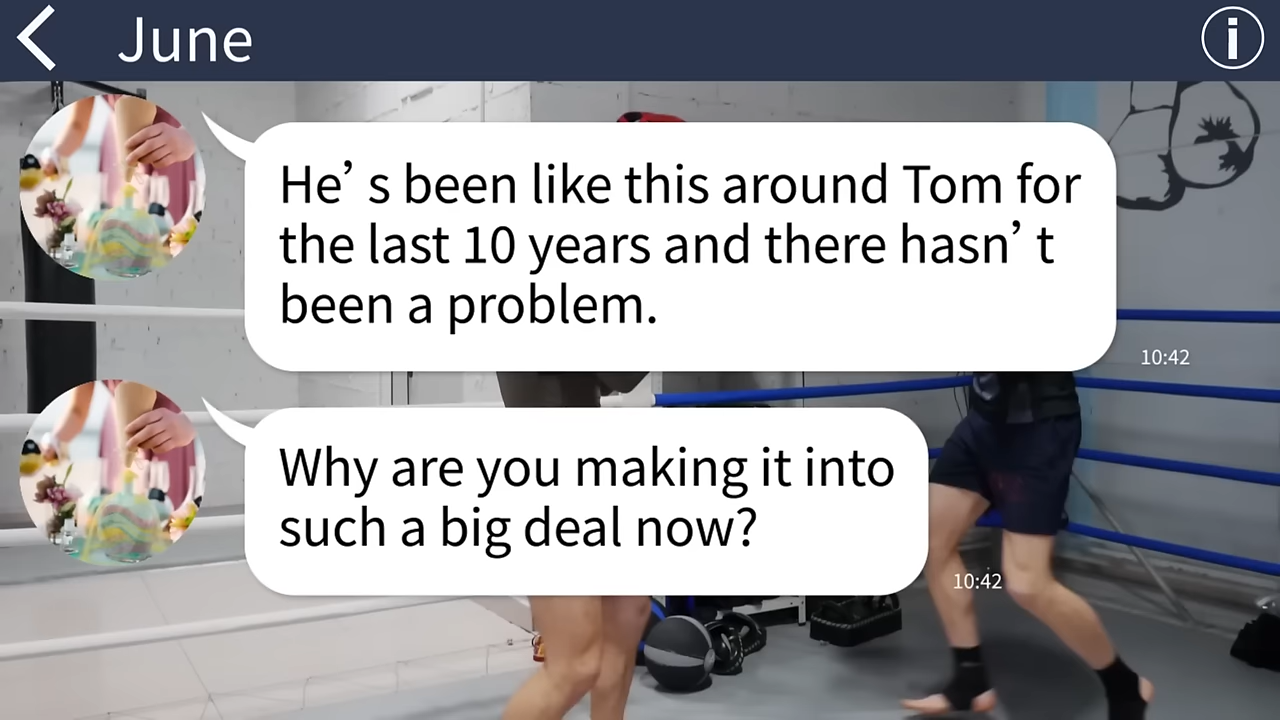 June
He’s been like this around Tom for
the last 10 years and there hasn’t
been a problem.
10:42
Why are you making it into
such a big deal now?
10:42